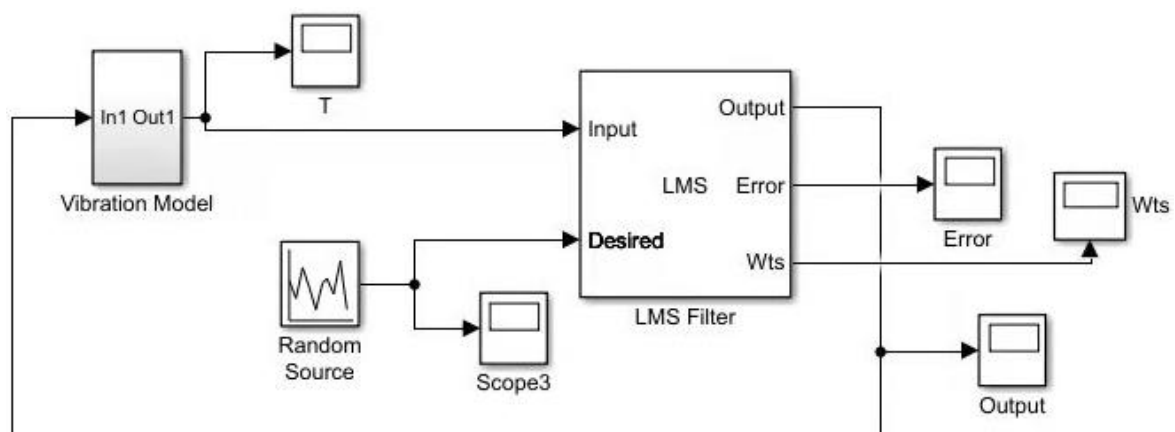 T
In1 Out1
Vibration Model
Input
Desired
LMS
Output
Error
Wts
LMS Filter
Random
Source
Scope3
Error
Wts
Output